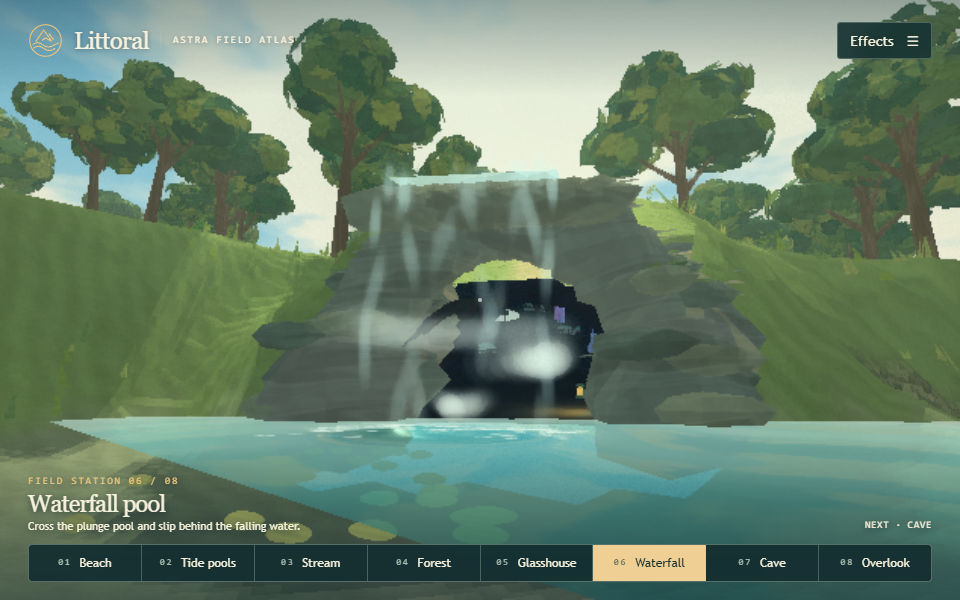 Littoral
ASTRA FIELD ATLAS
Effects
FIELD STATION 06 / 08
Waterfall pool
Cross the plunge pool and slip behind the falling water.
NEXT · CAVE
01 Beach
02 Tide pools
03 Stream
04 Forest
05 Glasshouse
06 Waterfall
07 Cave
08 Overlook